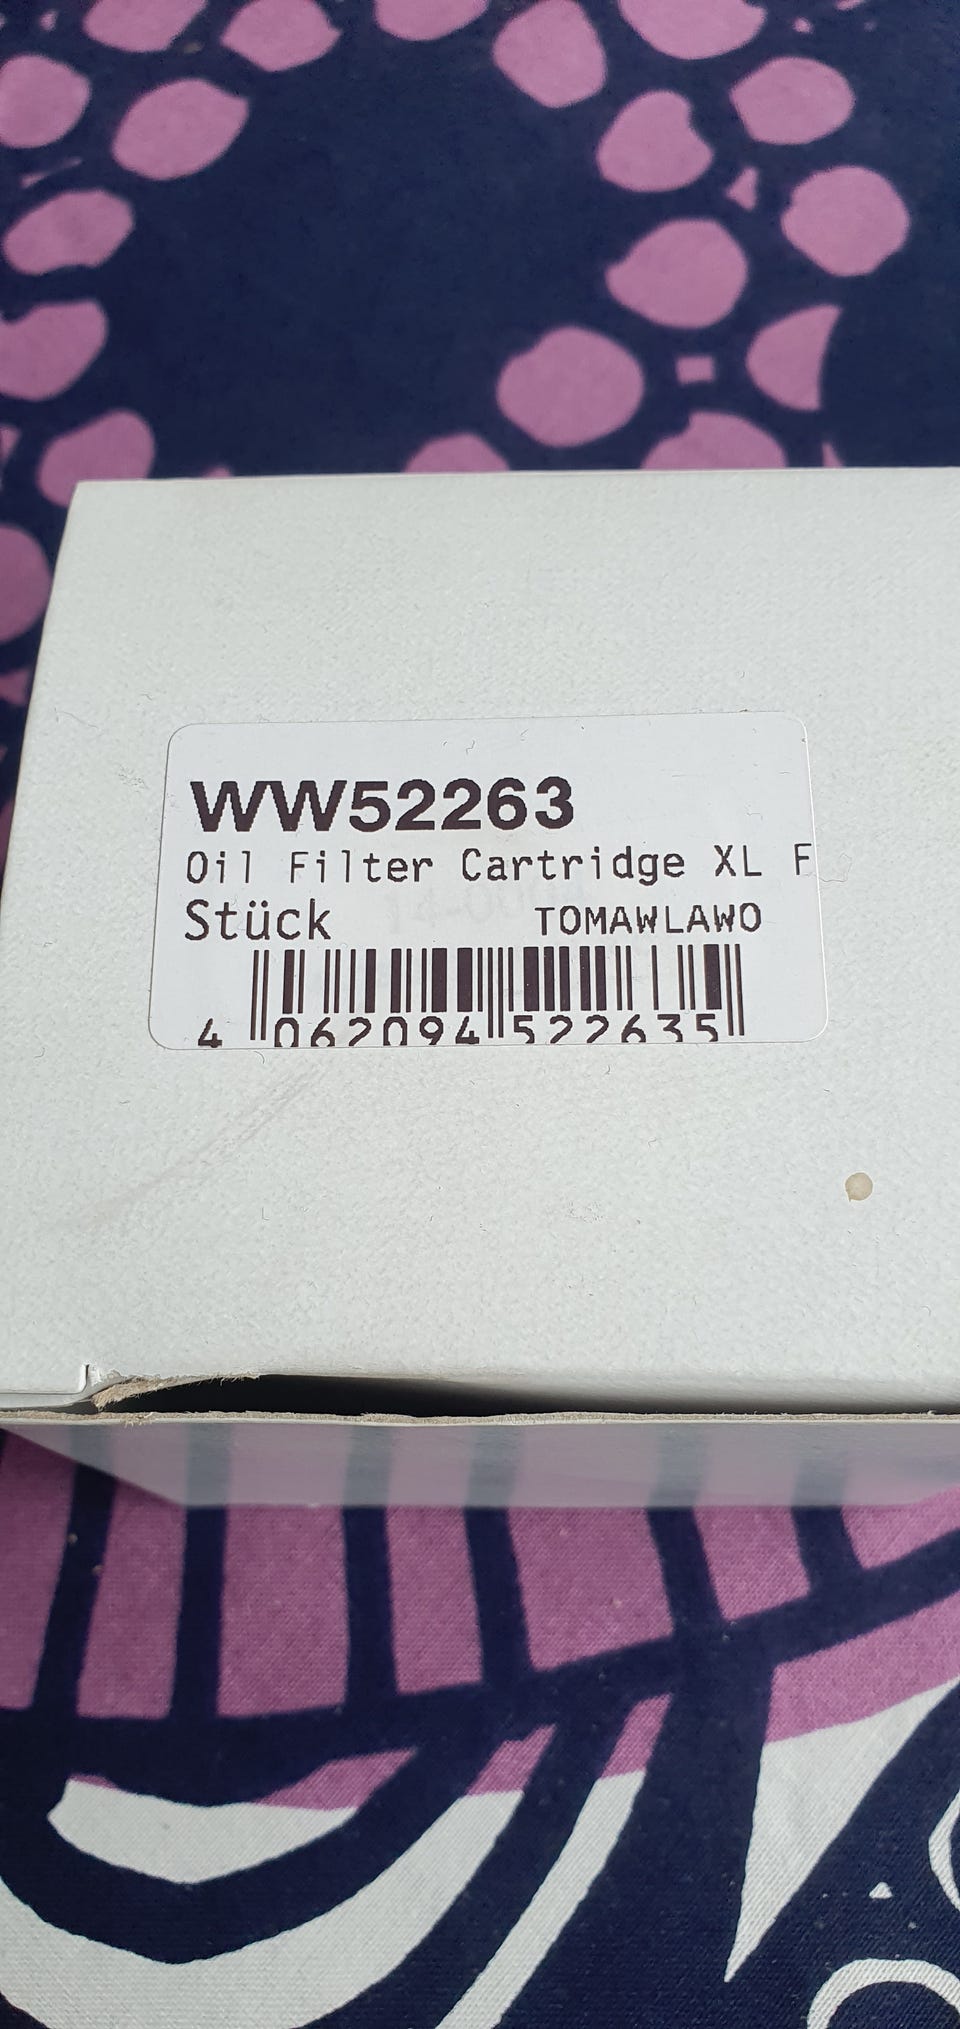 WW52263
Oil Filter Cartridge XL F
Stück TOMAWLAWO
4 062094 522635